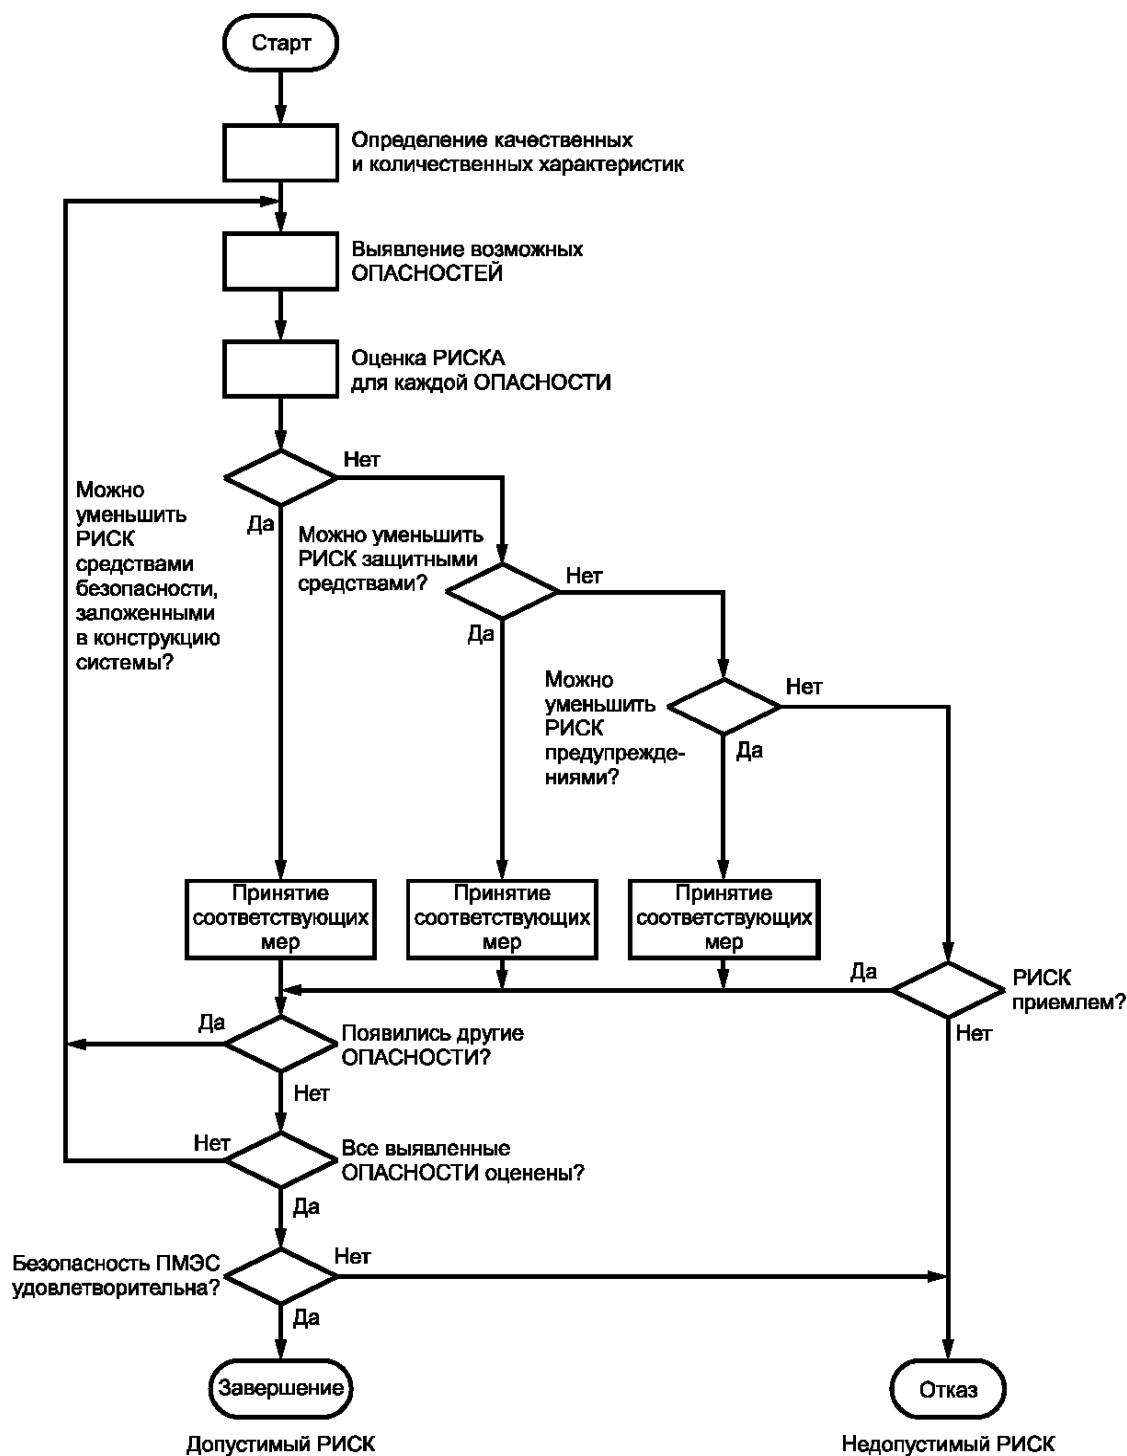 Старт
Определение качественных
и количественных характеристик
Выявление возможных
ОПАСНОСТЕЙ
Оценка РИСКА
для каждой ОПАСНОСТИ
Нет
Да
Можно
уменьшить
РИСК
средствами
безопасности,
заложенными
в конструкцию
системы?
Можно уменьшить
РИСК защитными
средствами?
Нет
Да
Можно
уменьшить
РИСК
предупрежде-
ниями?
Нет
Да
Принятие
соответствующих
мер
Принятие
соответствующих
мер
Принятие
соответствующих
мер
Да
РИСК
приемлем?
Нет
Да
Появились другие
ОПАСНОСТИ?
Нет
Нет
Все выявленные
ОПАСНОСТИ оценены?
Да
Безопасность ПМЭС
удовлетворительна?
Нет
Да
Завершение
Отказ
Допустимый РИСК
Недопустимый РИСК